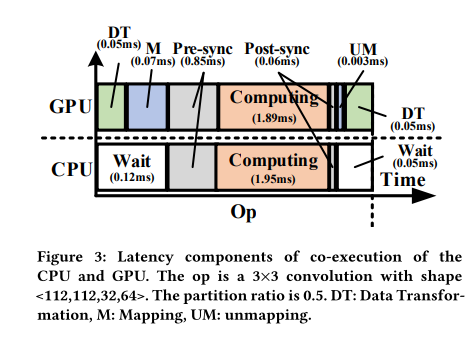 DT
(0.05ms)
M
(0.07ms)
Pre-sync
(0.85ms)
Post-sync
(0.06ms)
UM
(0.003ms)
GPU
Computing
(1.89ms)
DT
(0.05ms)
CPU
Wait
(0.12ms)
Computing
(1.95ms)
Wait
(0.05ms)
Time
Op
Figure 3: Latency components of co-execution of the
CPU and GPU. The op is a 3×3 convolution with shape
<112,112,32,64>. The partition ratio is 0.5. DT: Data Transfor-
mation, M: Mapping, UM: unmapping.